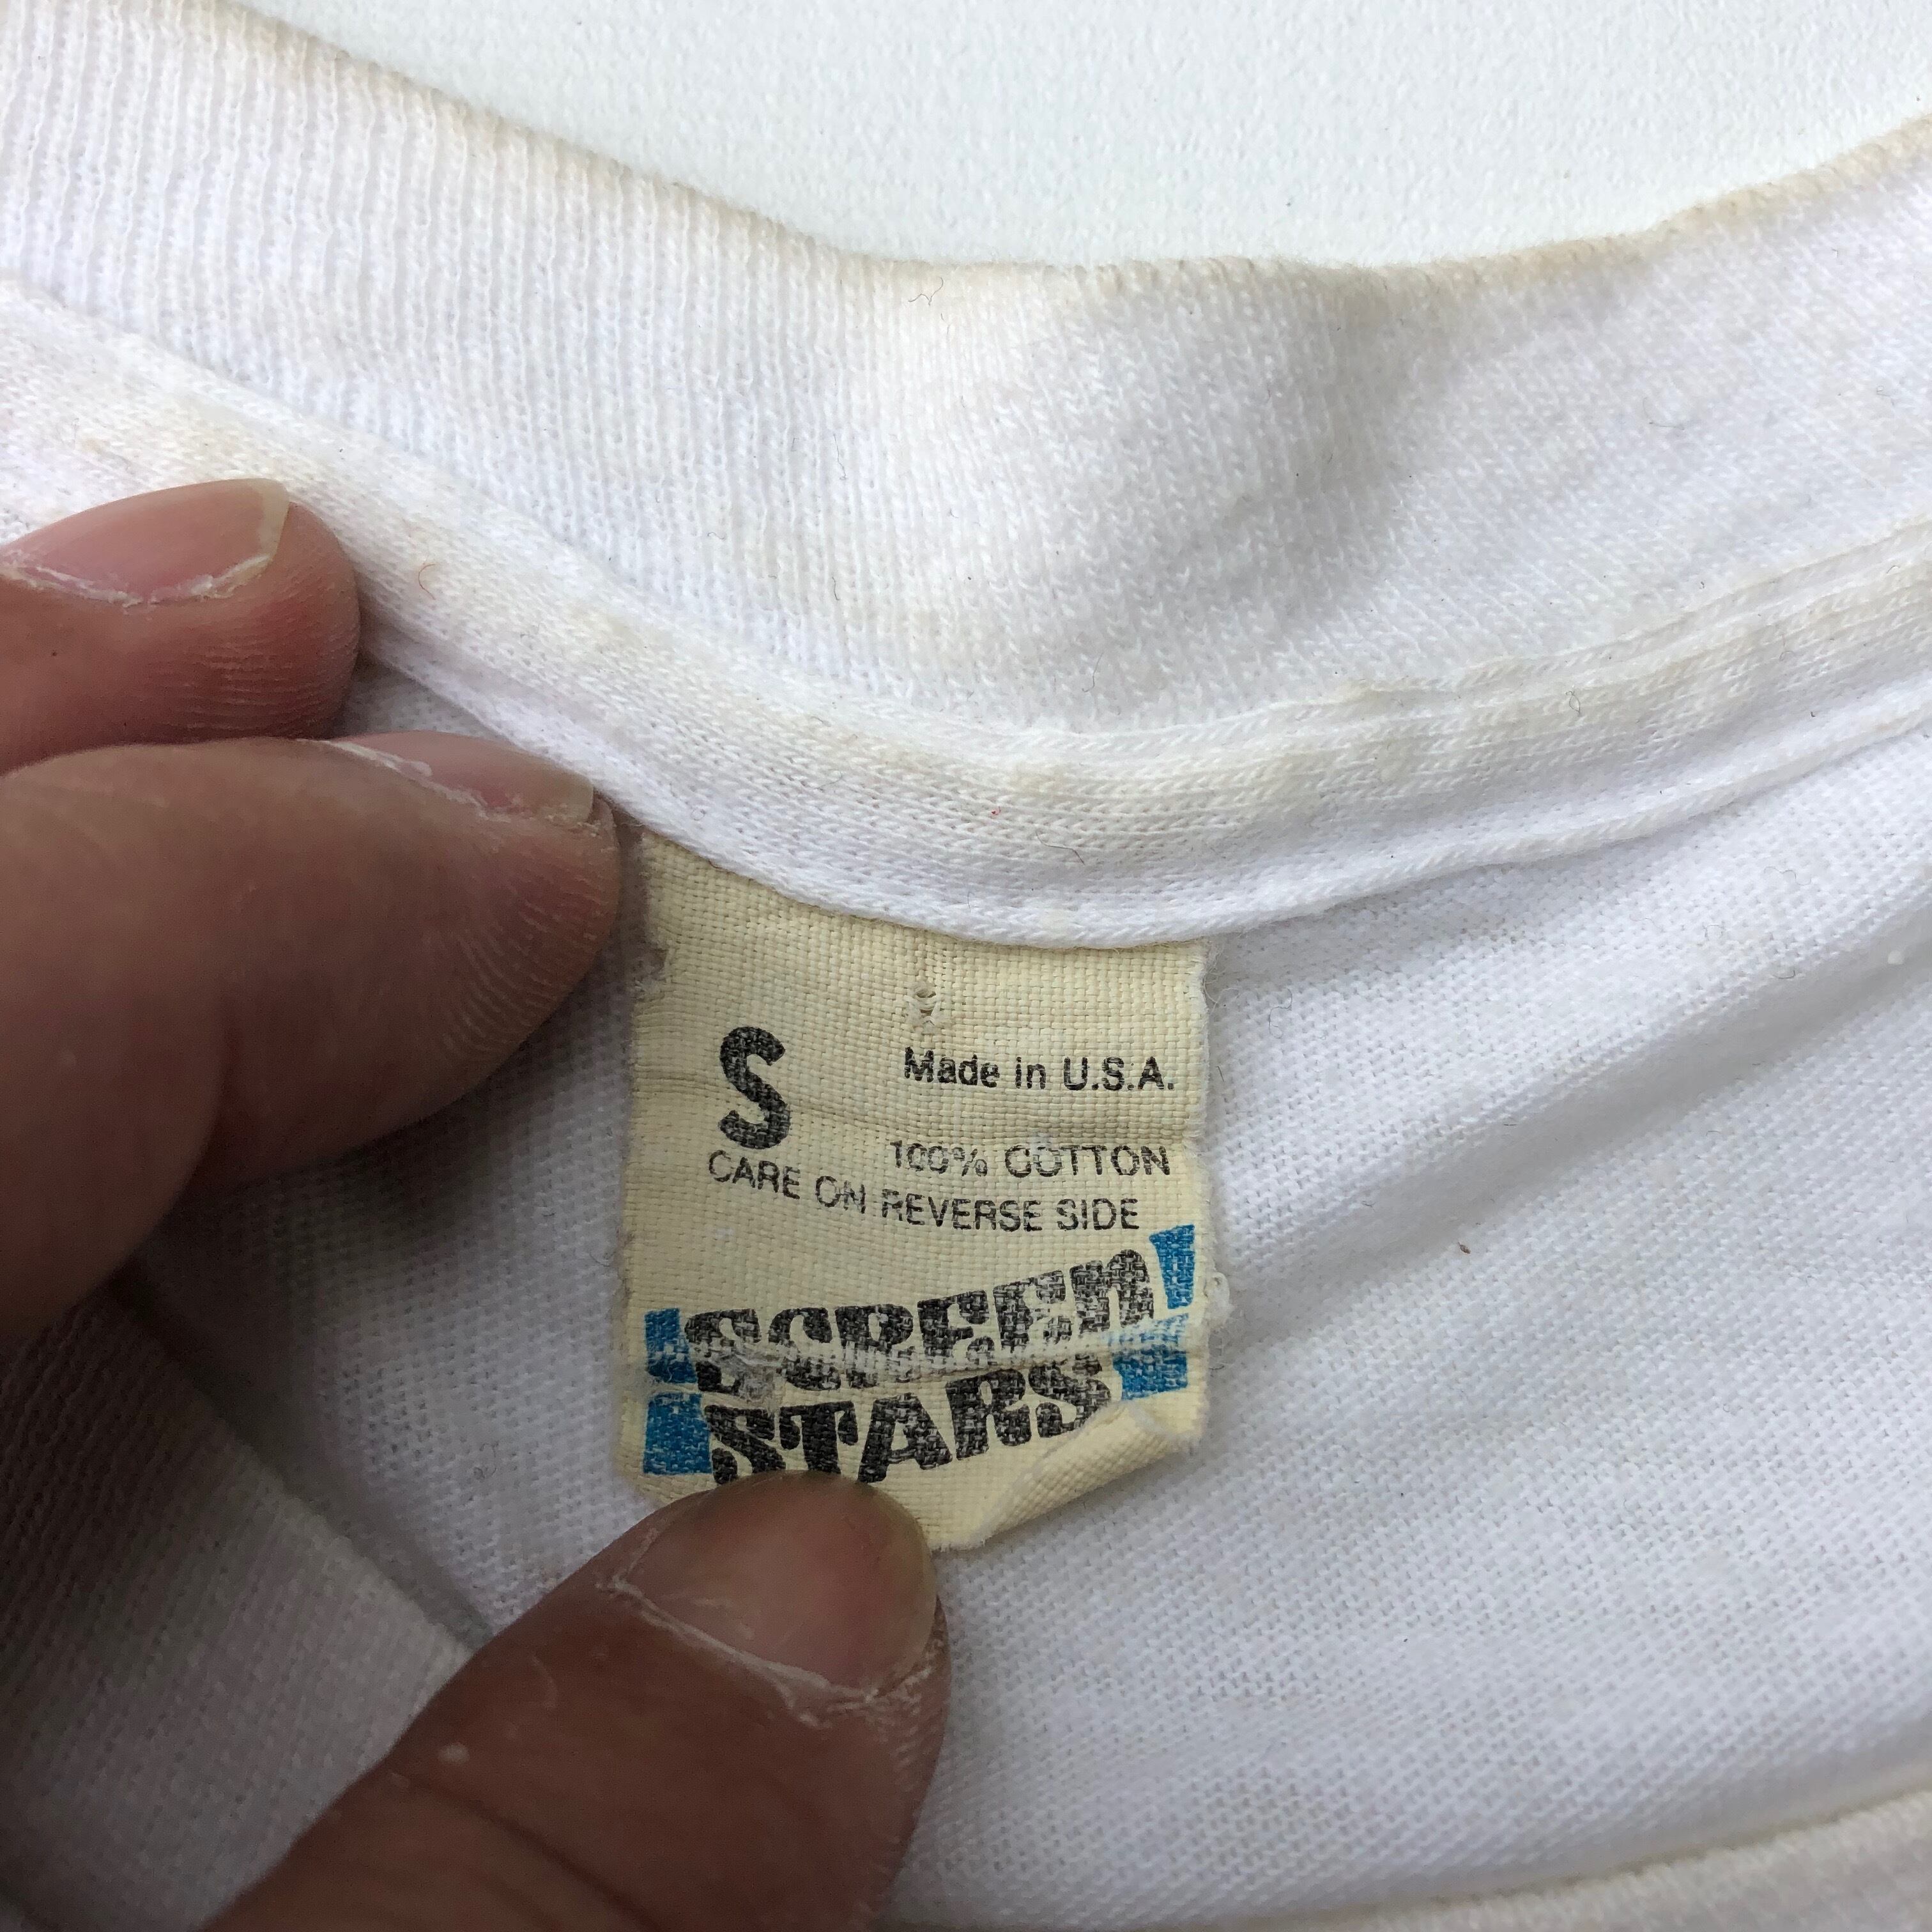 S
Made in U.S.A.
100% COTTON
CARE ON REVERSE SIDE
SCREEN
STARS